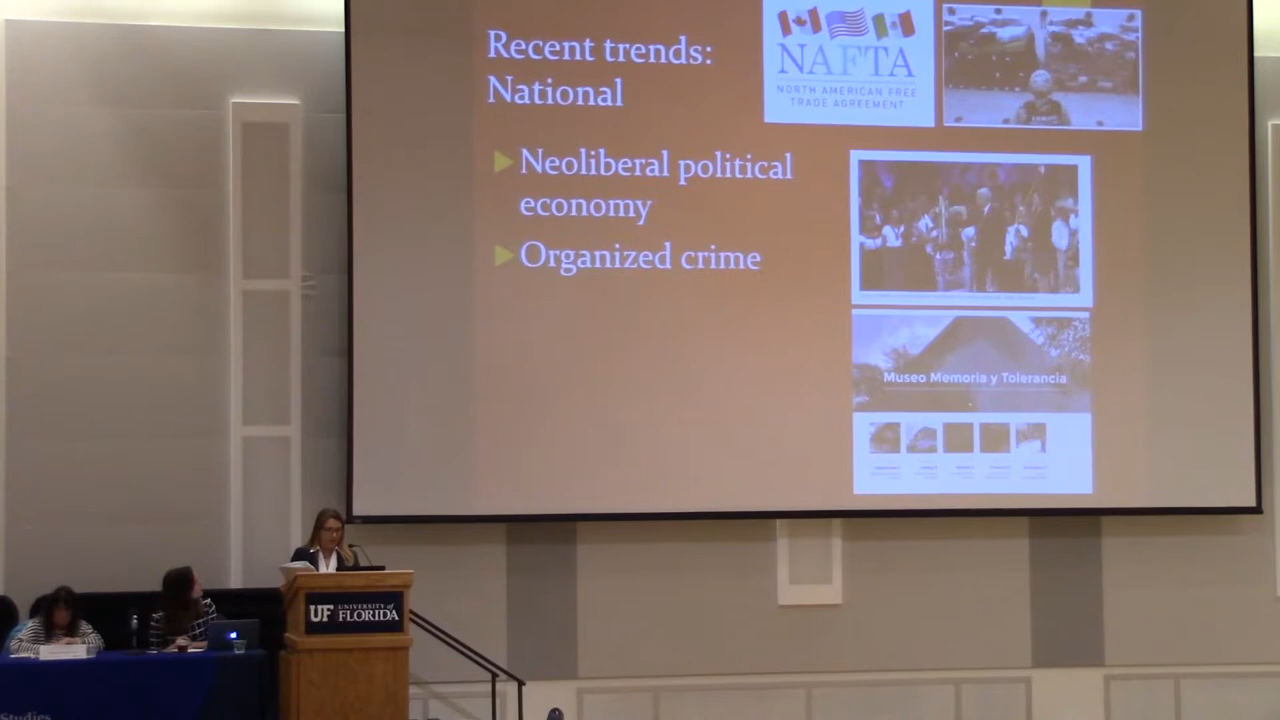 Recent trends:
National
Neoliberal political
economy
Organized crime
NAFTA
NORTH AMERICAN FREE
TRADE AGREEMENT
Museo Memoria y Tolerancia
UF UNIVERSITY of
FLORIDA
Studies